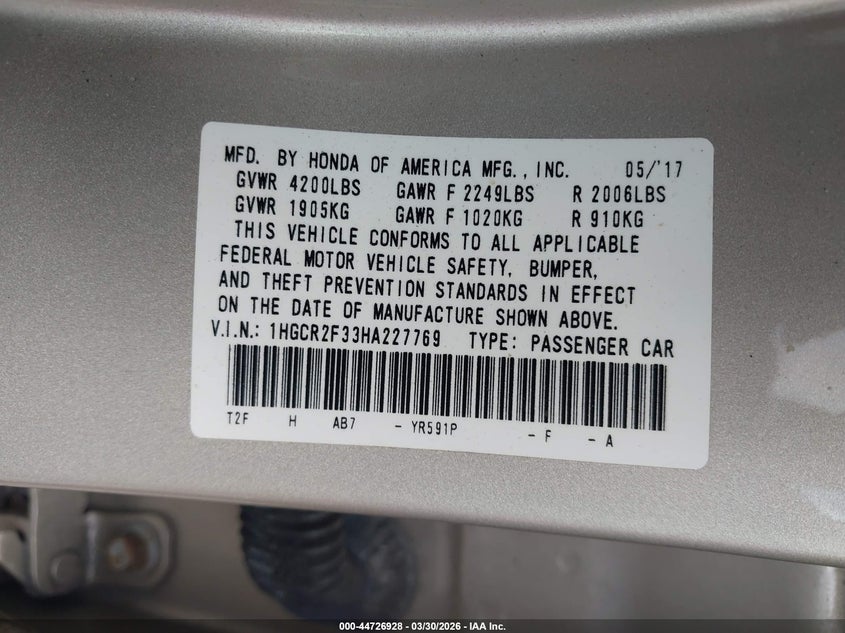 MFD. BY HONDA OF AMERICA MFG., INC. 05/'17
GVWR 4200LBS GAWR F 2249LBS R 2006LBS
GVWR 1905KG GAWR F 1020KG R 910KG
THIS VEHICLE CONFORMS TO ALL APPLICABLE
FEDERAL MOTOR VEHICLE SAFETY, BUMPER,
AND THEFT PREVENTION STANDARDS IN EFFECT
ON THE DATE OF MANUFACTURE SHOWN ABOVE.
V.I.N.: 1HGCR2F33HA227769 TYPE: PASSENGER CAR
T2F H AB7 - YR591P - F - A
000-44726928 - 03/30/2026 - IAA Inc.